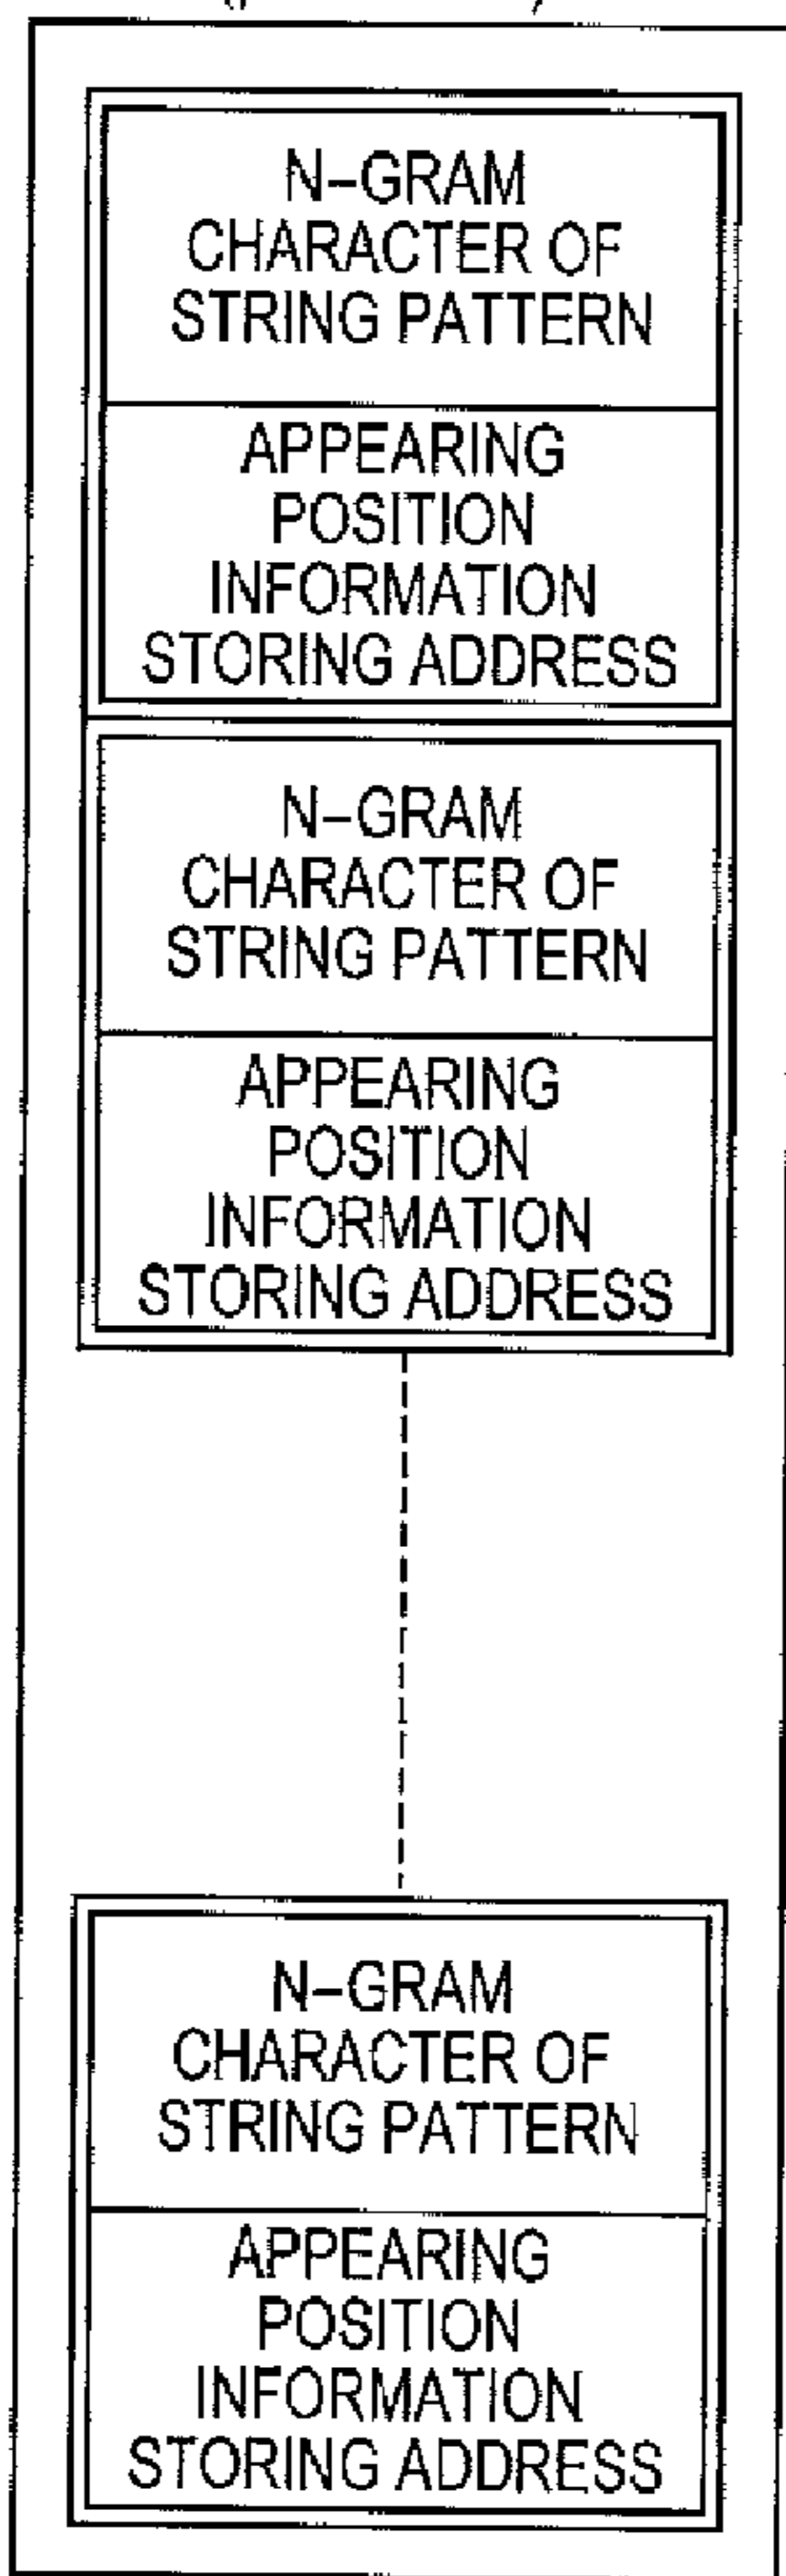 N-GRAM
CHARACTER OF
STRING PATTERN
APPEARING
POSITION
INFORMATION
STORING ADDRESS
N-GRAM
CHARACTER OF
STRING PATTERN
APPEARING
POSITION
INFORMATION
STORING ADDRESS
N-GRAM
CHARACTER OF
STRING PATTERN
APPEARING
POSITION
INFORMATION
STORING ADDRESS